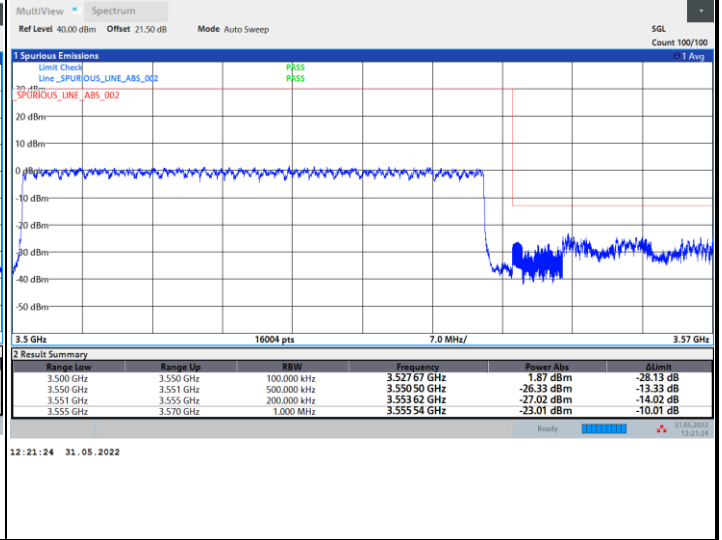 MultiView Spectrum
Ref Level 40.00 dBm Offset 21.50 dB Mode Auto Sweep SGL
Count 100/100
1 Spurious Emissions 1 Avg
Limit Check PASS
Line _SPURIOUS_LINE_ABS_002 PASS
30 dBm
_SPURIOUS_LINE_ABS_002
20 dBm
10 dBm
0 dBm
-10 dBm
-20 dBm
-30 dBm
-40 dBm
-50 dBm
3.5 GHz 16004 pts 7.0 MHz/ 3.57 GHz
2 Result Summary
Range Low Range Up RBW Frequency Power Abs ΔLimit
3.500 GHz 3.550 GHz 100.000 kHz 3.527 67 GHz 1.87 dBm -28.13 dB
3.550 GHz 3.551 GHz 500.000 kHz 3.550 50 GHz -26.33 dBm -13.33 dB
3.551 GHz 3.555 GHz 200.000 kHz 3.553 62 GHz -27.02 dBm -14.02 dB
3.555 GHz 3.570 GHz 1.000 MHz 3.555 54 GHz -23.01 dBm -10.01 dB
Ready 31.05.2022
12:21:24
12:21:24 31.05.2022